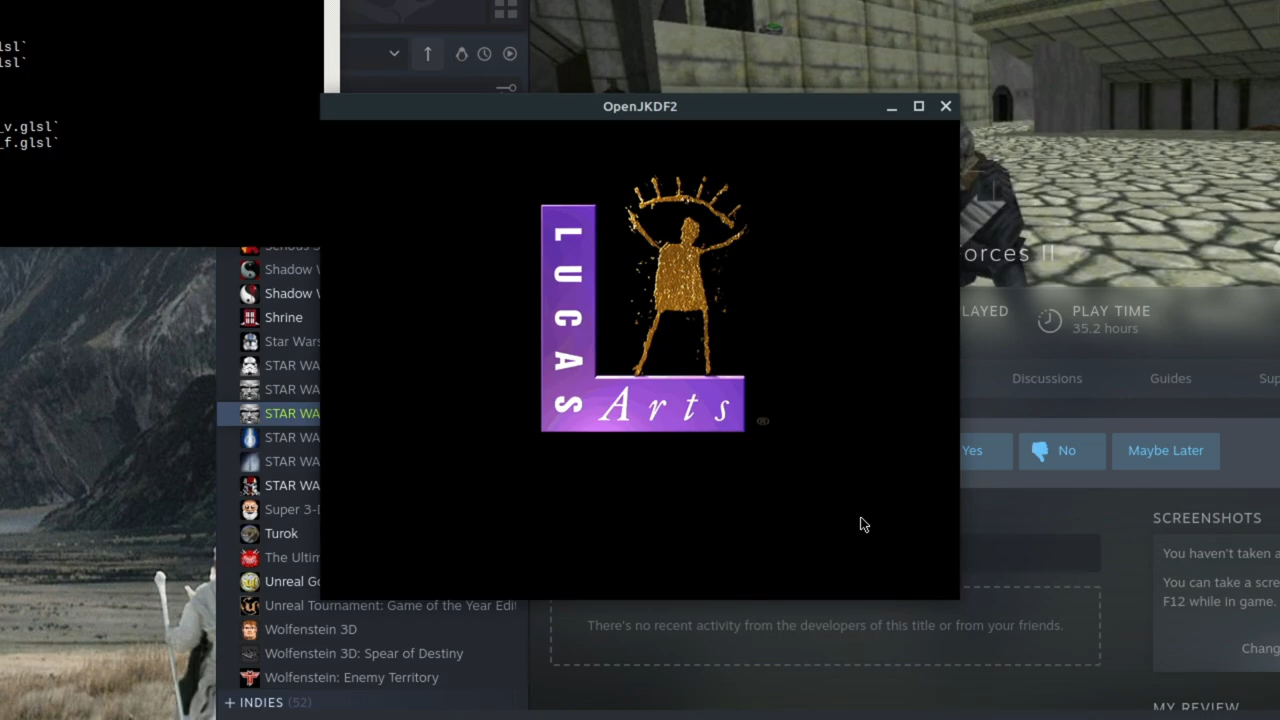 lsl`
lsl`
_v.glsl`
_f.glsl`
OpenJKDF2
LUCAS
Arts
®
orces II
LAYED
PLAY TIME
35.2 hours
Discussions
Guides
Sup
Yes
No
Maybe Later
SCREENSHOTS
You haven't taken a
You can take a scre
F12 while in game.
Chang
There's no recent activity from the developers of this title or from your friends.
MY REVIEW
Shadow
Shadow
Shrine
Star Wars
STAR WA
STAR WA
STAR WA
STAR WA
STAR WA
STAR WA
Super 3-D
Turok
The Ultim
Unreal Go
Unreal Tournament: Game of the Year Edit
Wolfenstein 3D
Wolfenstein 3D: Spear of Destiny
Wolfenstein: Enemy Territory
+ INDIES (52)